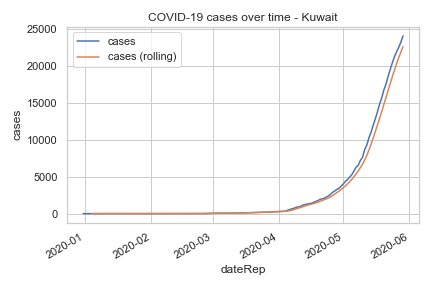 COVID-19 cases over time - Kuwait
cases
cases (rolling)
25000
20000
15000
10000
5000
0
cases
2020-01
2020-02
2020-03
2020-04
2020-05
2020-06
dateRep